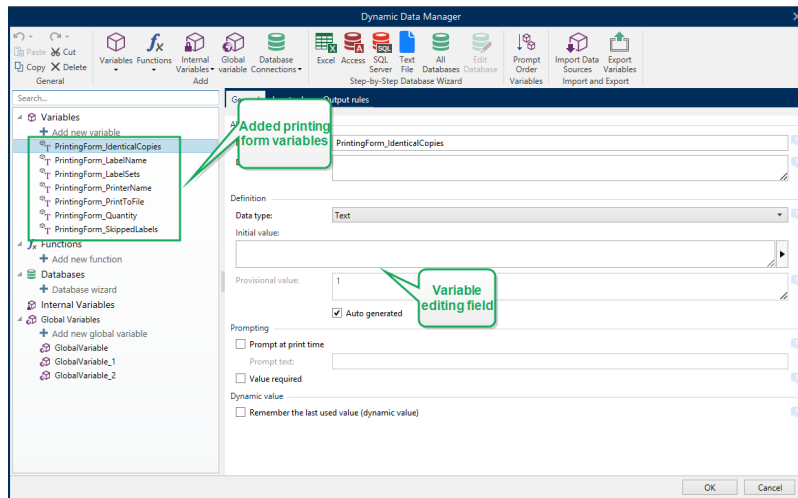 Dynamic Data Manager
Paste Cut
Copy Delete
General
Variables Functions Internal Variables Global variable Database Connections
Add
Excel Access SQL Server Text File All Databases Edit Database
Step-by-Step Database Wizard
Prompt Order
Variables
Import Data Sources Export Variables
Import and Export
Search...
Output rules
Variables
Add new variable
PrintingForm_IdenticalCopies
PrintingForm_LabelName
PrintingForm_LabelSets
PrintingForm_PrinterName
PrintingForm_PrintToFile
PrintingForm_Quantity
PrintingForm_SkippedLabels
Functions
Add new function
Databases
Database wizard
Internal Variables
Global Variables
Add new global variable
GlobalVariable
GlobalVariable_1
GlobalVariable_2
Added printing
form variables
PrintingForm_IdenticalCopies
Definition
Data type: Text
Initial value:
Provisional value: 1
Variable
editing field
Auto generated
Prompting
Prompt at print time
Prompt text:
Value required
Dynamic value
Remember the last used value (dynamic value)
OK Cancel